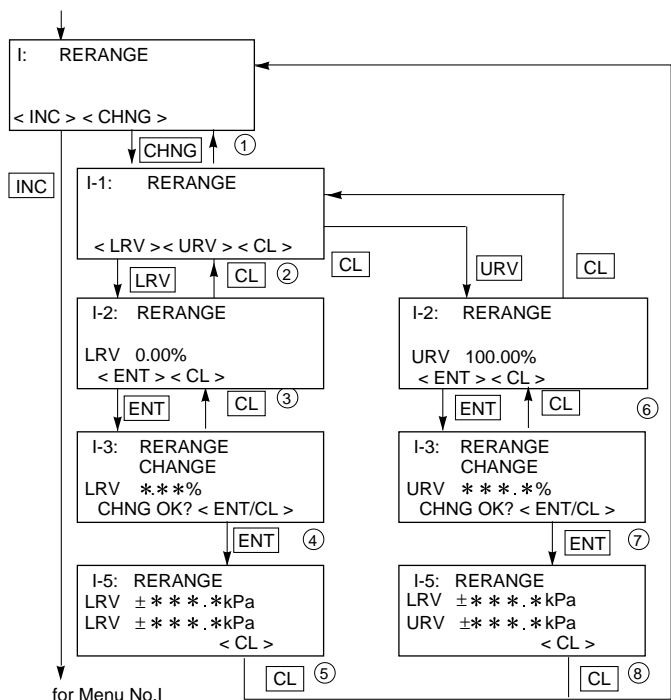 I: RERANGE
< INC > < CHNG >
CHNG
①
INC
I-1: RERANGE
< LRV >< URV >< CL >
LRV
CL
②
CL
URV
CL
I-2: RERANGE
LRV 0.00%
< ENT > < CL >
ENT
CL
③
I-2: RERANGE
URV 100.00%
< ENT > < CL >
ENT
CL
⑥
I-3: RERANGE
CHANGE
LRV *.**%
CHNG OK? < ENT/CL >
ENT
④
I-3: RERANGE
CHANGE
URV ***.*%
CHNG OK? < ENT/CL >
ENT
⑦
I-5: RERANGE
LRV ±***.*kPa
LRV ±***.*kPa
< CL >
CL
⑤
I-5: RERANGE
LRV ±***.*kPa
URV ±***.*kPa
< CL >
CL
⑧
for Menu No.J